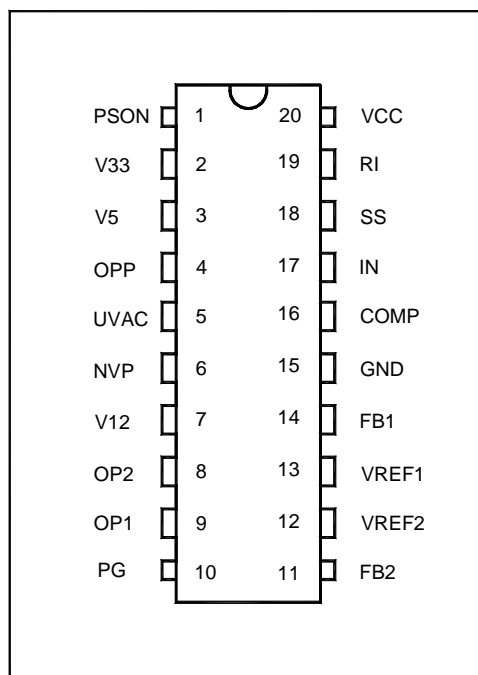 PSON 1 20 VCC
V33 2 19 RI
V5 3 18 SS
OPP 4 17 IN
UVAC 5 16 COMP
NVP 6 15 GND
V12 7 14 FB1
OP2 8 13 VREF1
OP1 9 12 VREF2
PG 10 11 FB2